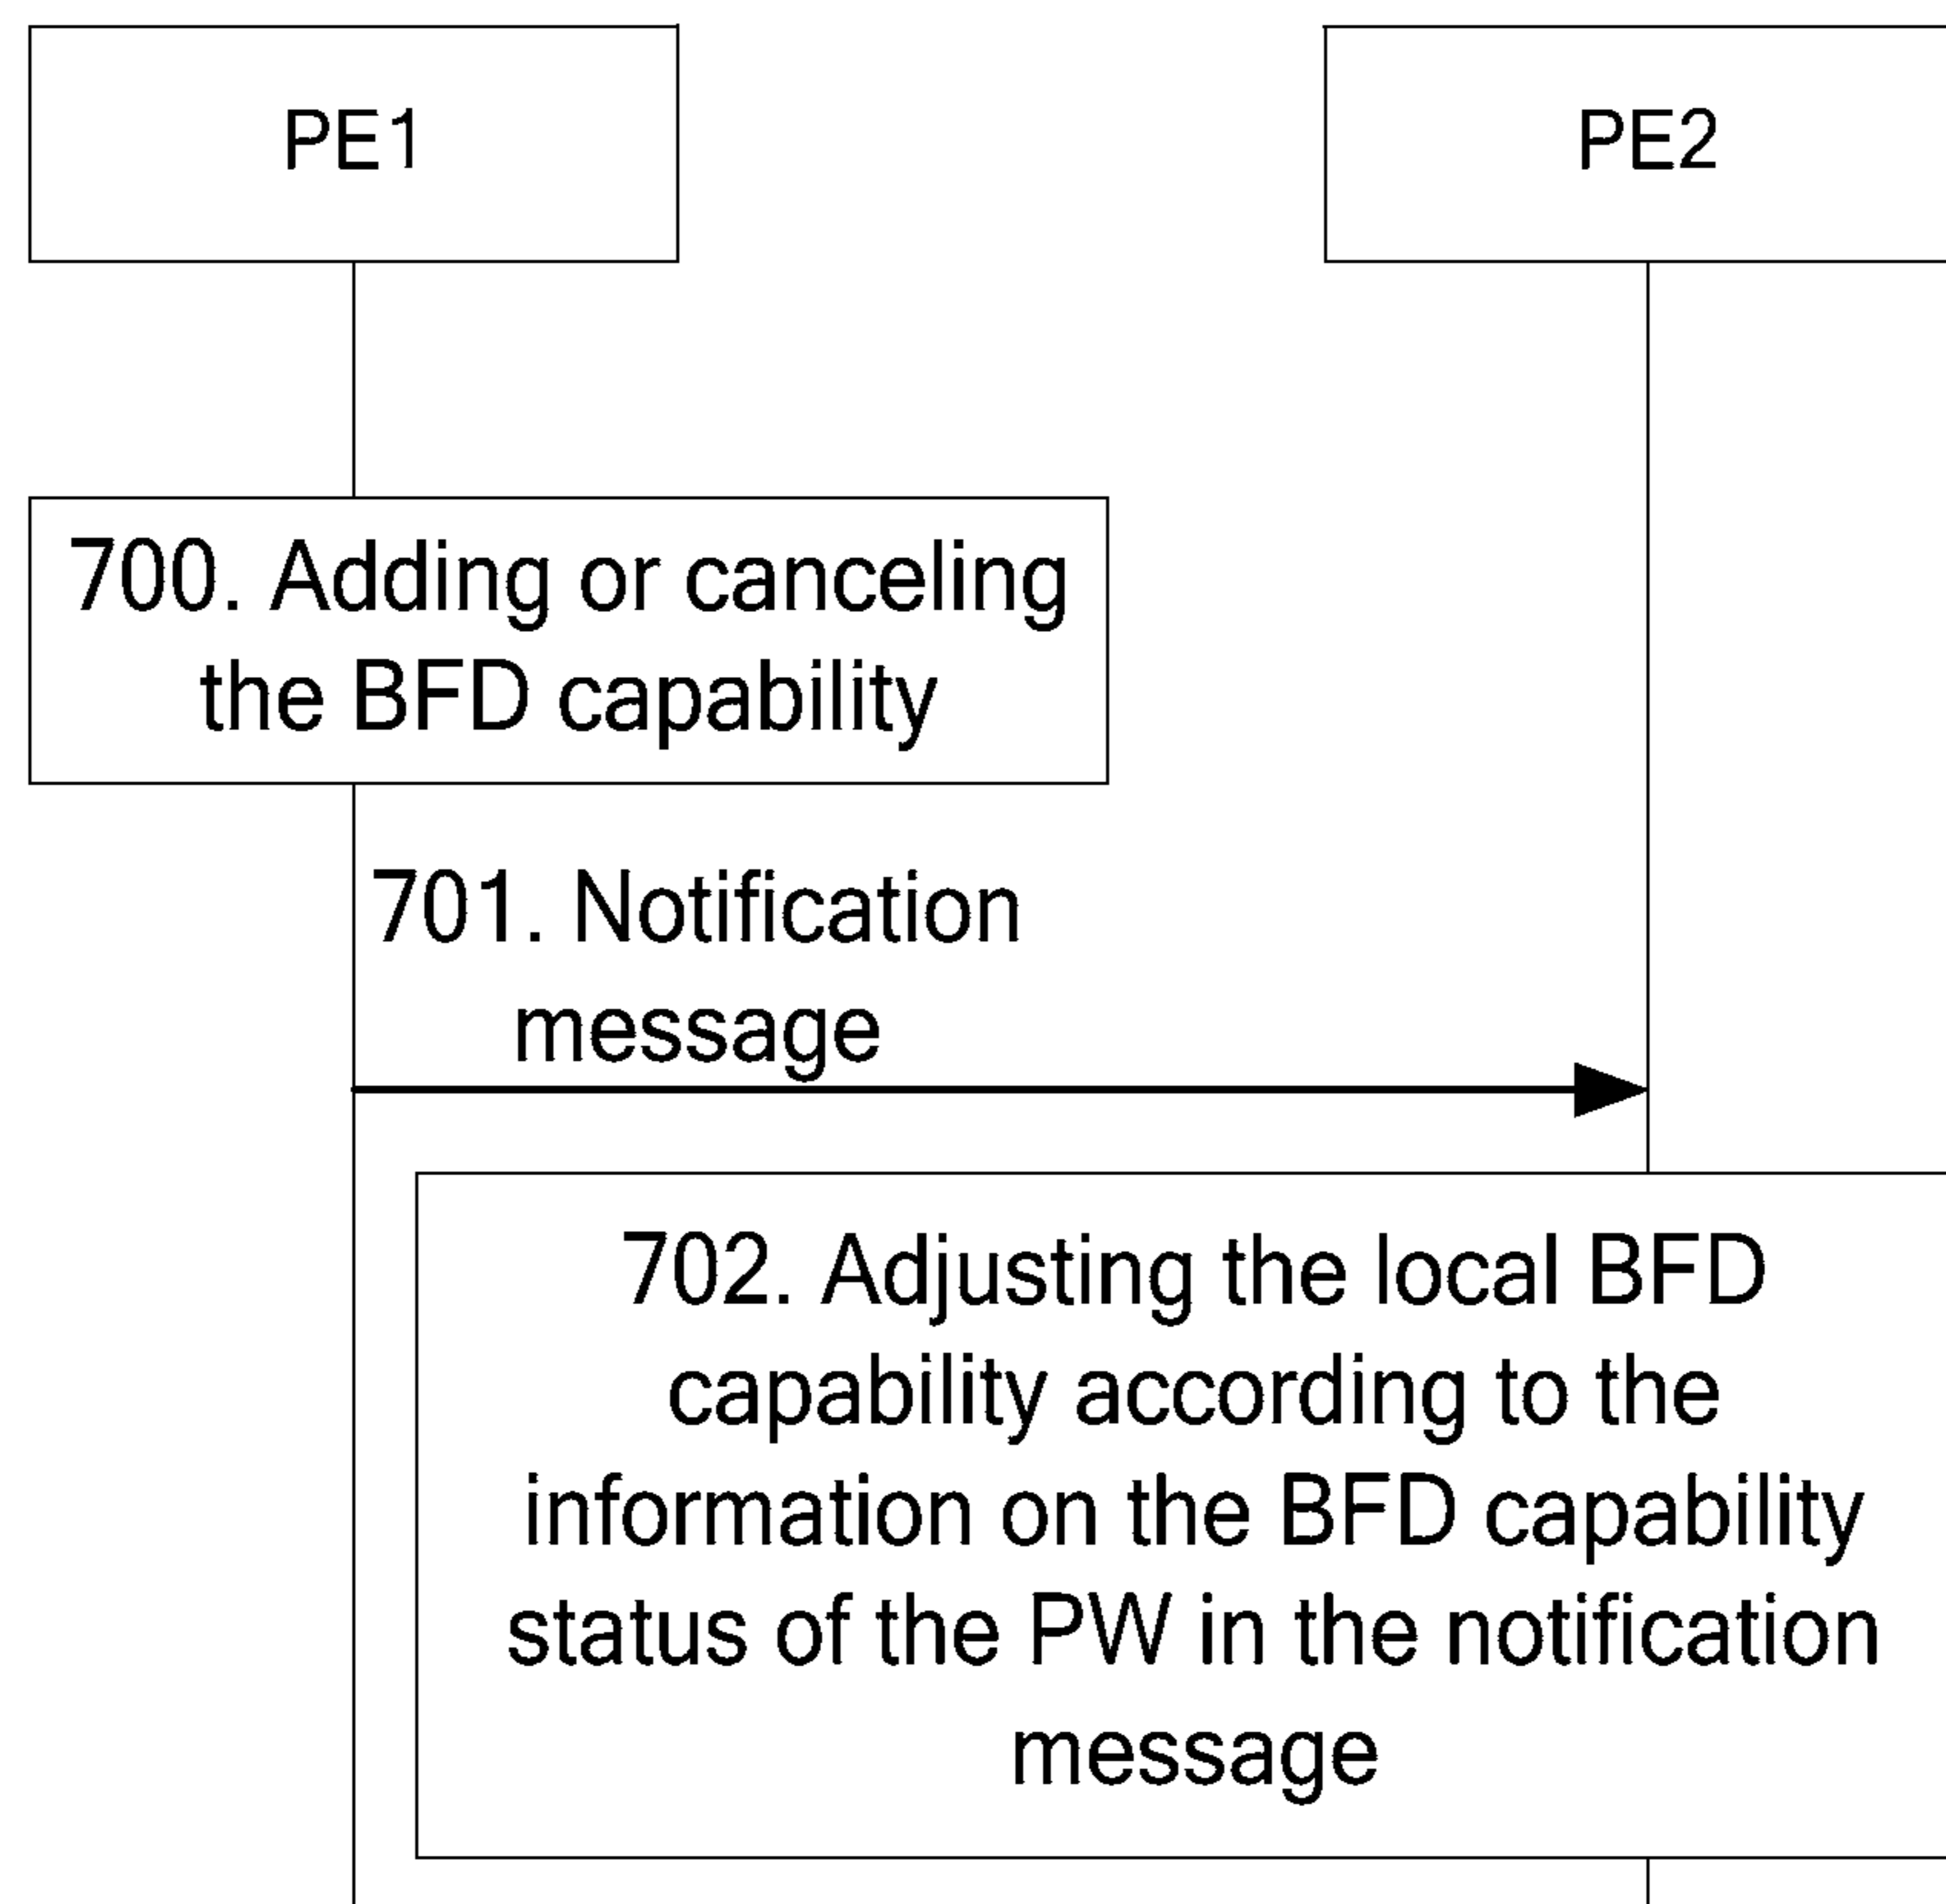 PE1
PE2
700. Adding or canceling
the BFD capability
701. Notification
message
702. Adjusting the local BFD
capability according to the
information on the BFD capability
status of the PW in the notification
message